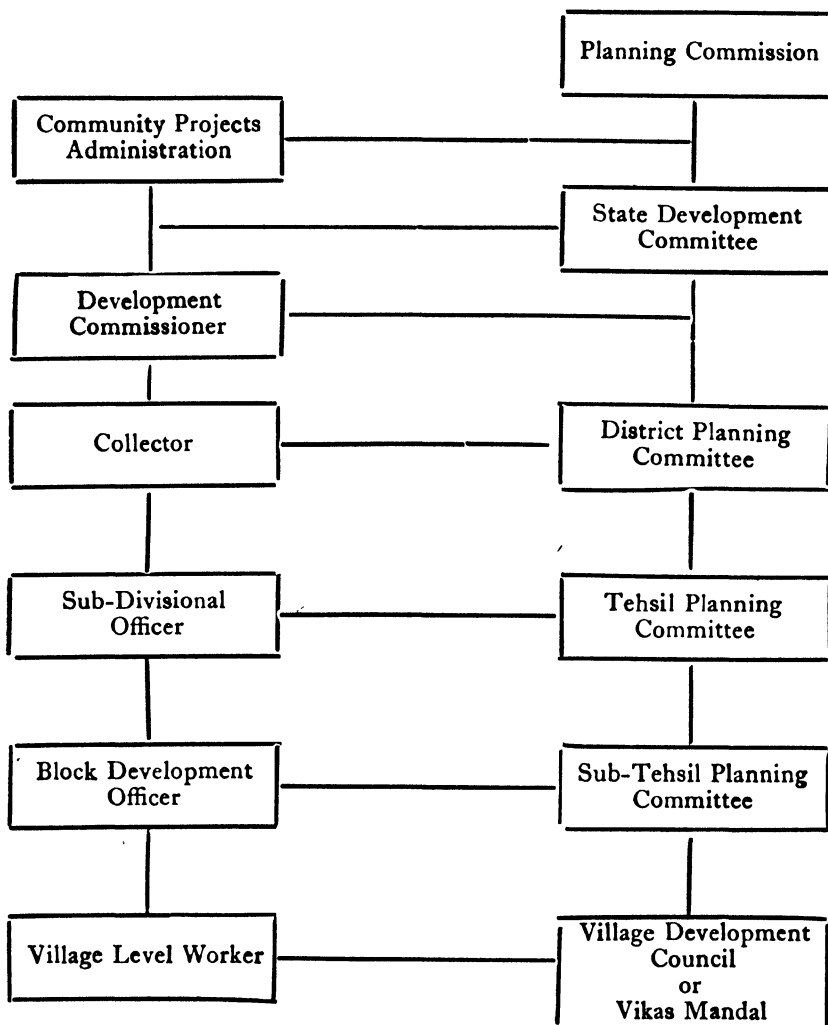 Planning Commission
Community Projects
Administration
State Development
Committee
Development
Commissioner
Collector
District Planning
Committee
Sub-Divisional
Officer
Tehsil Planning
Committee
Block Development
Officer
Sub-Tehsil Planning
Committee
Village Level Worker
Village Development
Council
or
Vikas Mandal